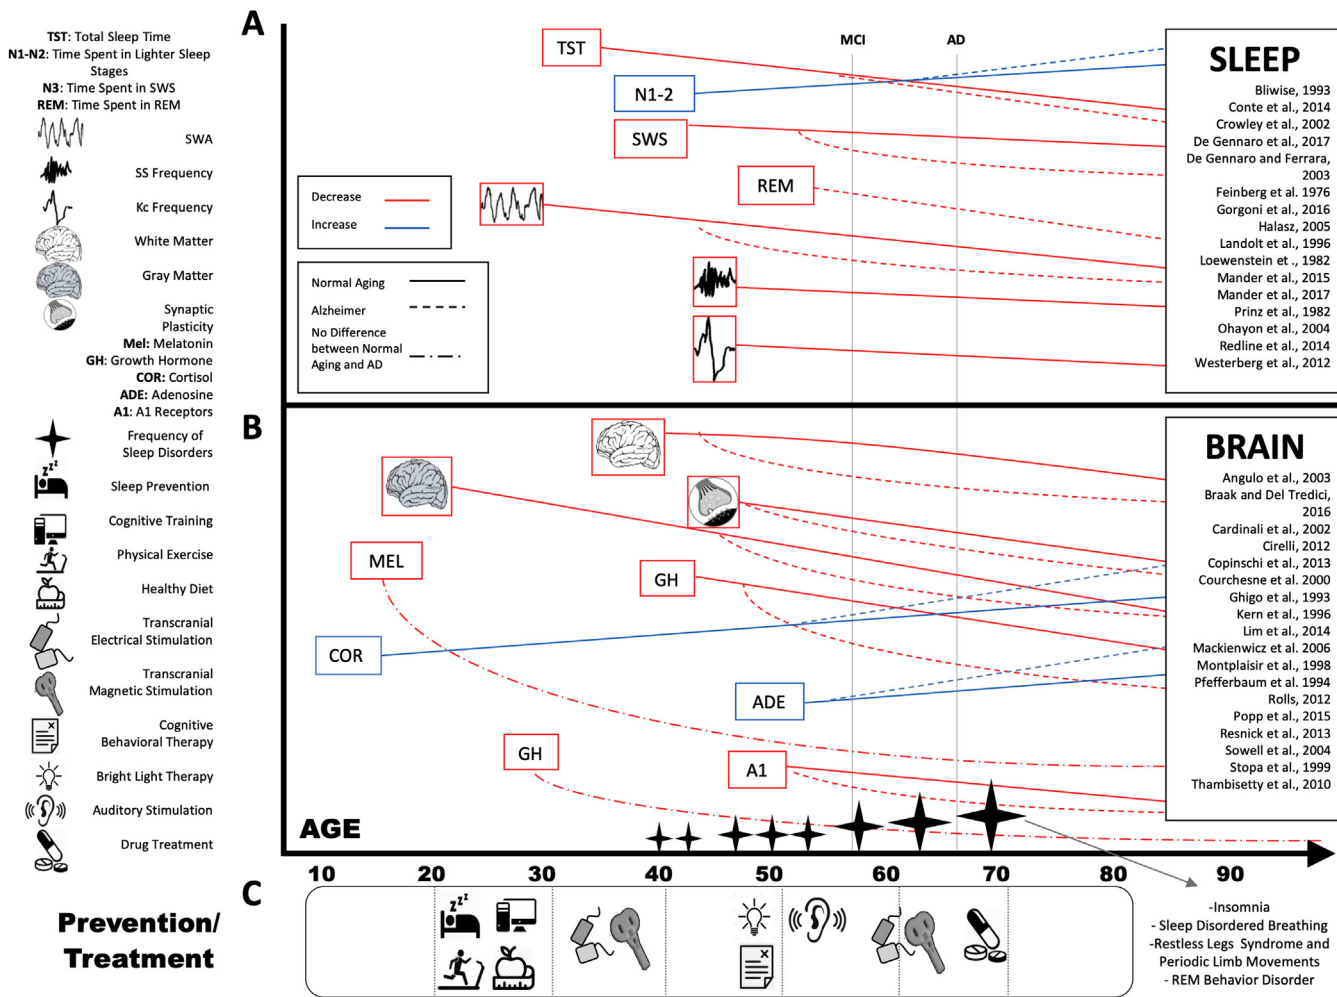 TST: Total Sleep Time
N1-N2: Time Spent in Lighter Sleep
Stages
N3: Time Spent in SWS
REM: Time Spent in REM
SWA
SS Frequency
Kc Frequency
White Matter
Gray Matter
Synaptic
Plasticity
Mel: Melatonin
GH: Growth Hormone
COR: Cortisol
ADE: Adenosine
A1: A1 Receptors
Frequency of
Sleep Disorders
Sleep Prevention
Cognitive Training
Physical Exercise
Healthy Diet
Transcranial
Electrical Stimulation
Transcranial
Magnetic Stimulation
Cognitive
Behavioral Therapy
Bright Light Therapy
Auditory Stimulation
Drug Treatment
A
TST
MCI
AD
N1-2
SWS
REM
Decrease
Increase
Normal Aging
Alzheimer
No Difference
between Normal
Aging and AD
SLEEP
Bliwise, 1993
Conte et al., 2014
Crowley et al., 2002
De Gennaro et al., 2017
De Gennaro and Ferrara,
2003
Feinberg et al. 1976
Gorgoni et al., 2016
Halasz, 2005
Landolt et al., 1996
Loewenstein et ., 1982
Mander et al., 2015
Mander et al., 2017
Prinz et al., 1982
Ohayon et al., 2004
Redline et al., 2014
Westerberg et al., 2012
B
MEL
GH
COR
ADE
GH
A1
BRAIN
Angulo et al., 2003
Braak and Del Tredici,
2016
Cardinali et al., 2002
Cirelli, 2012
Copinschi et al., 2013
Courchesne et al. 2000
Ghigo et al., 1993
Kern et al., 1996
Lim et al., 2014
Mackienwicz et al. 2006
Montplaisir et al., 1998
Pfefferbaum et al. 1994
Rolls, 2012
Popp et al., 2015
Resnick et al., 2013
Sowell et al., 2004
Stopa et al., 1999
Thambisetty et al., 2010
AGE
10 20 30 40 50 60 70 80 90
C
Prevention/
Treatment
zzz
-Insomnia
- Sleep Disordered Breathing
-Restless Legs Syndrome and
Periodic Limb Movements
- REM Behavior Disorder